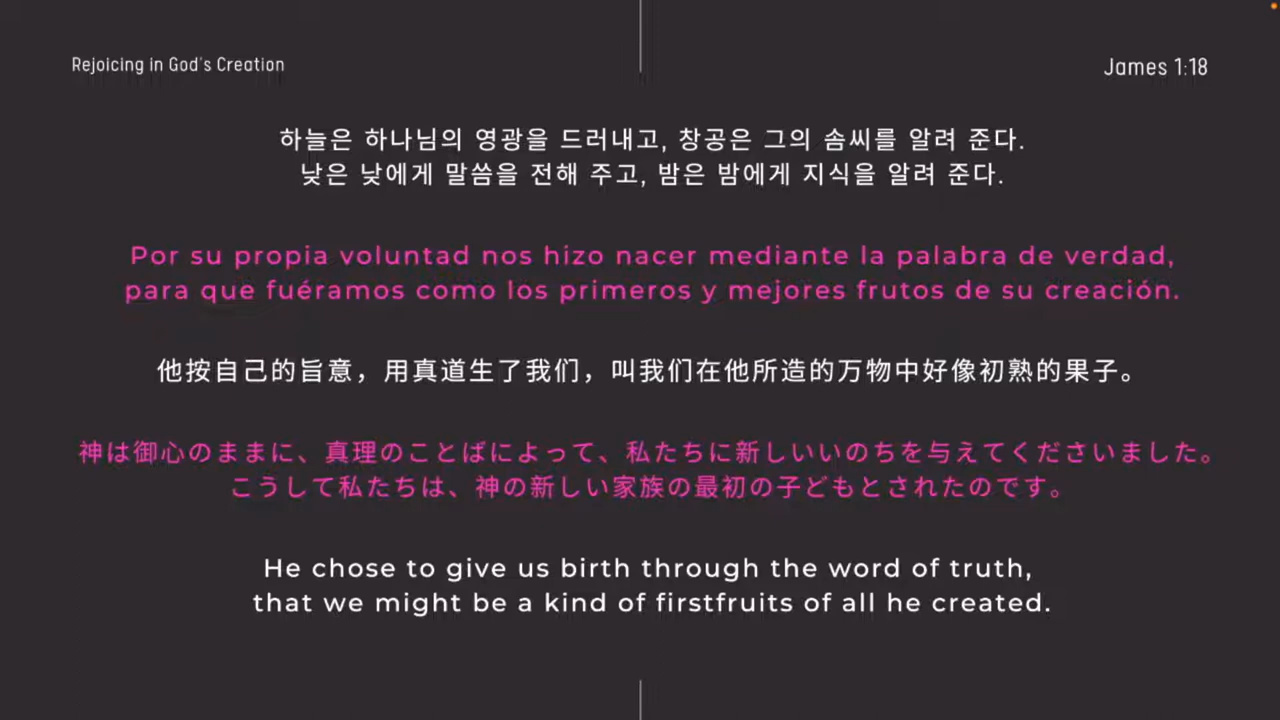 Rejoicing in God's Creation
James 1:18
하늘은 하나님의 영광을 드러내고, 창공은 그의 솜씨를 알려 준다.
낮은 낮에게 말씀을 전해 주고, 밤은 밤에게 지식을 알려 준다.
Por su propia voluntad nos hizo nacer mediante la palabra de verdad,
para que fuéramos como los primeros y mejores frutos de su creación.
他按自己的旨意，用真道生了我们，叫我们在他所造的万物中好像初熟的果子。
神は御心のままに、真理のことばによって、私たちに新しいいのちを与えてくださいました。
こうして私たちは、神の新しい家族の最初の子どもとされたのです。
He chose to give us birth through the word of truth,
that we might be a kind of firstfruits of all he created.